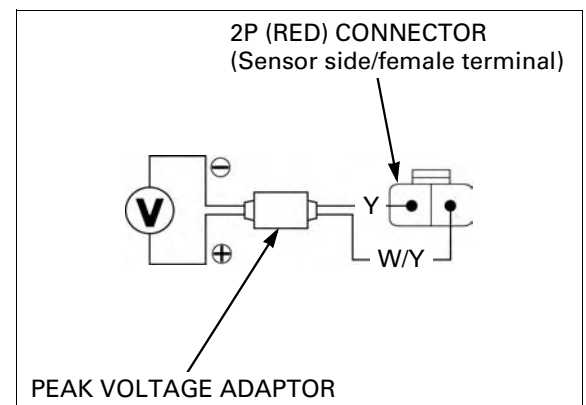 2P (RED) CONNECTOR
(Sensor side/female terminal)
⊖
V
Y
W/Y
⊕
PEAK VOLTAGE ADAPTOR